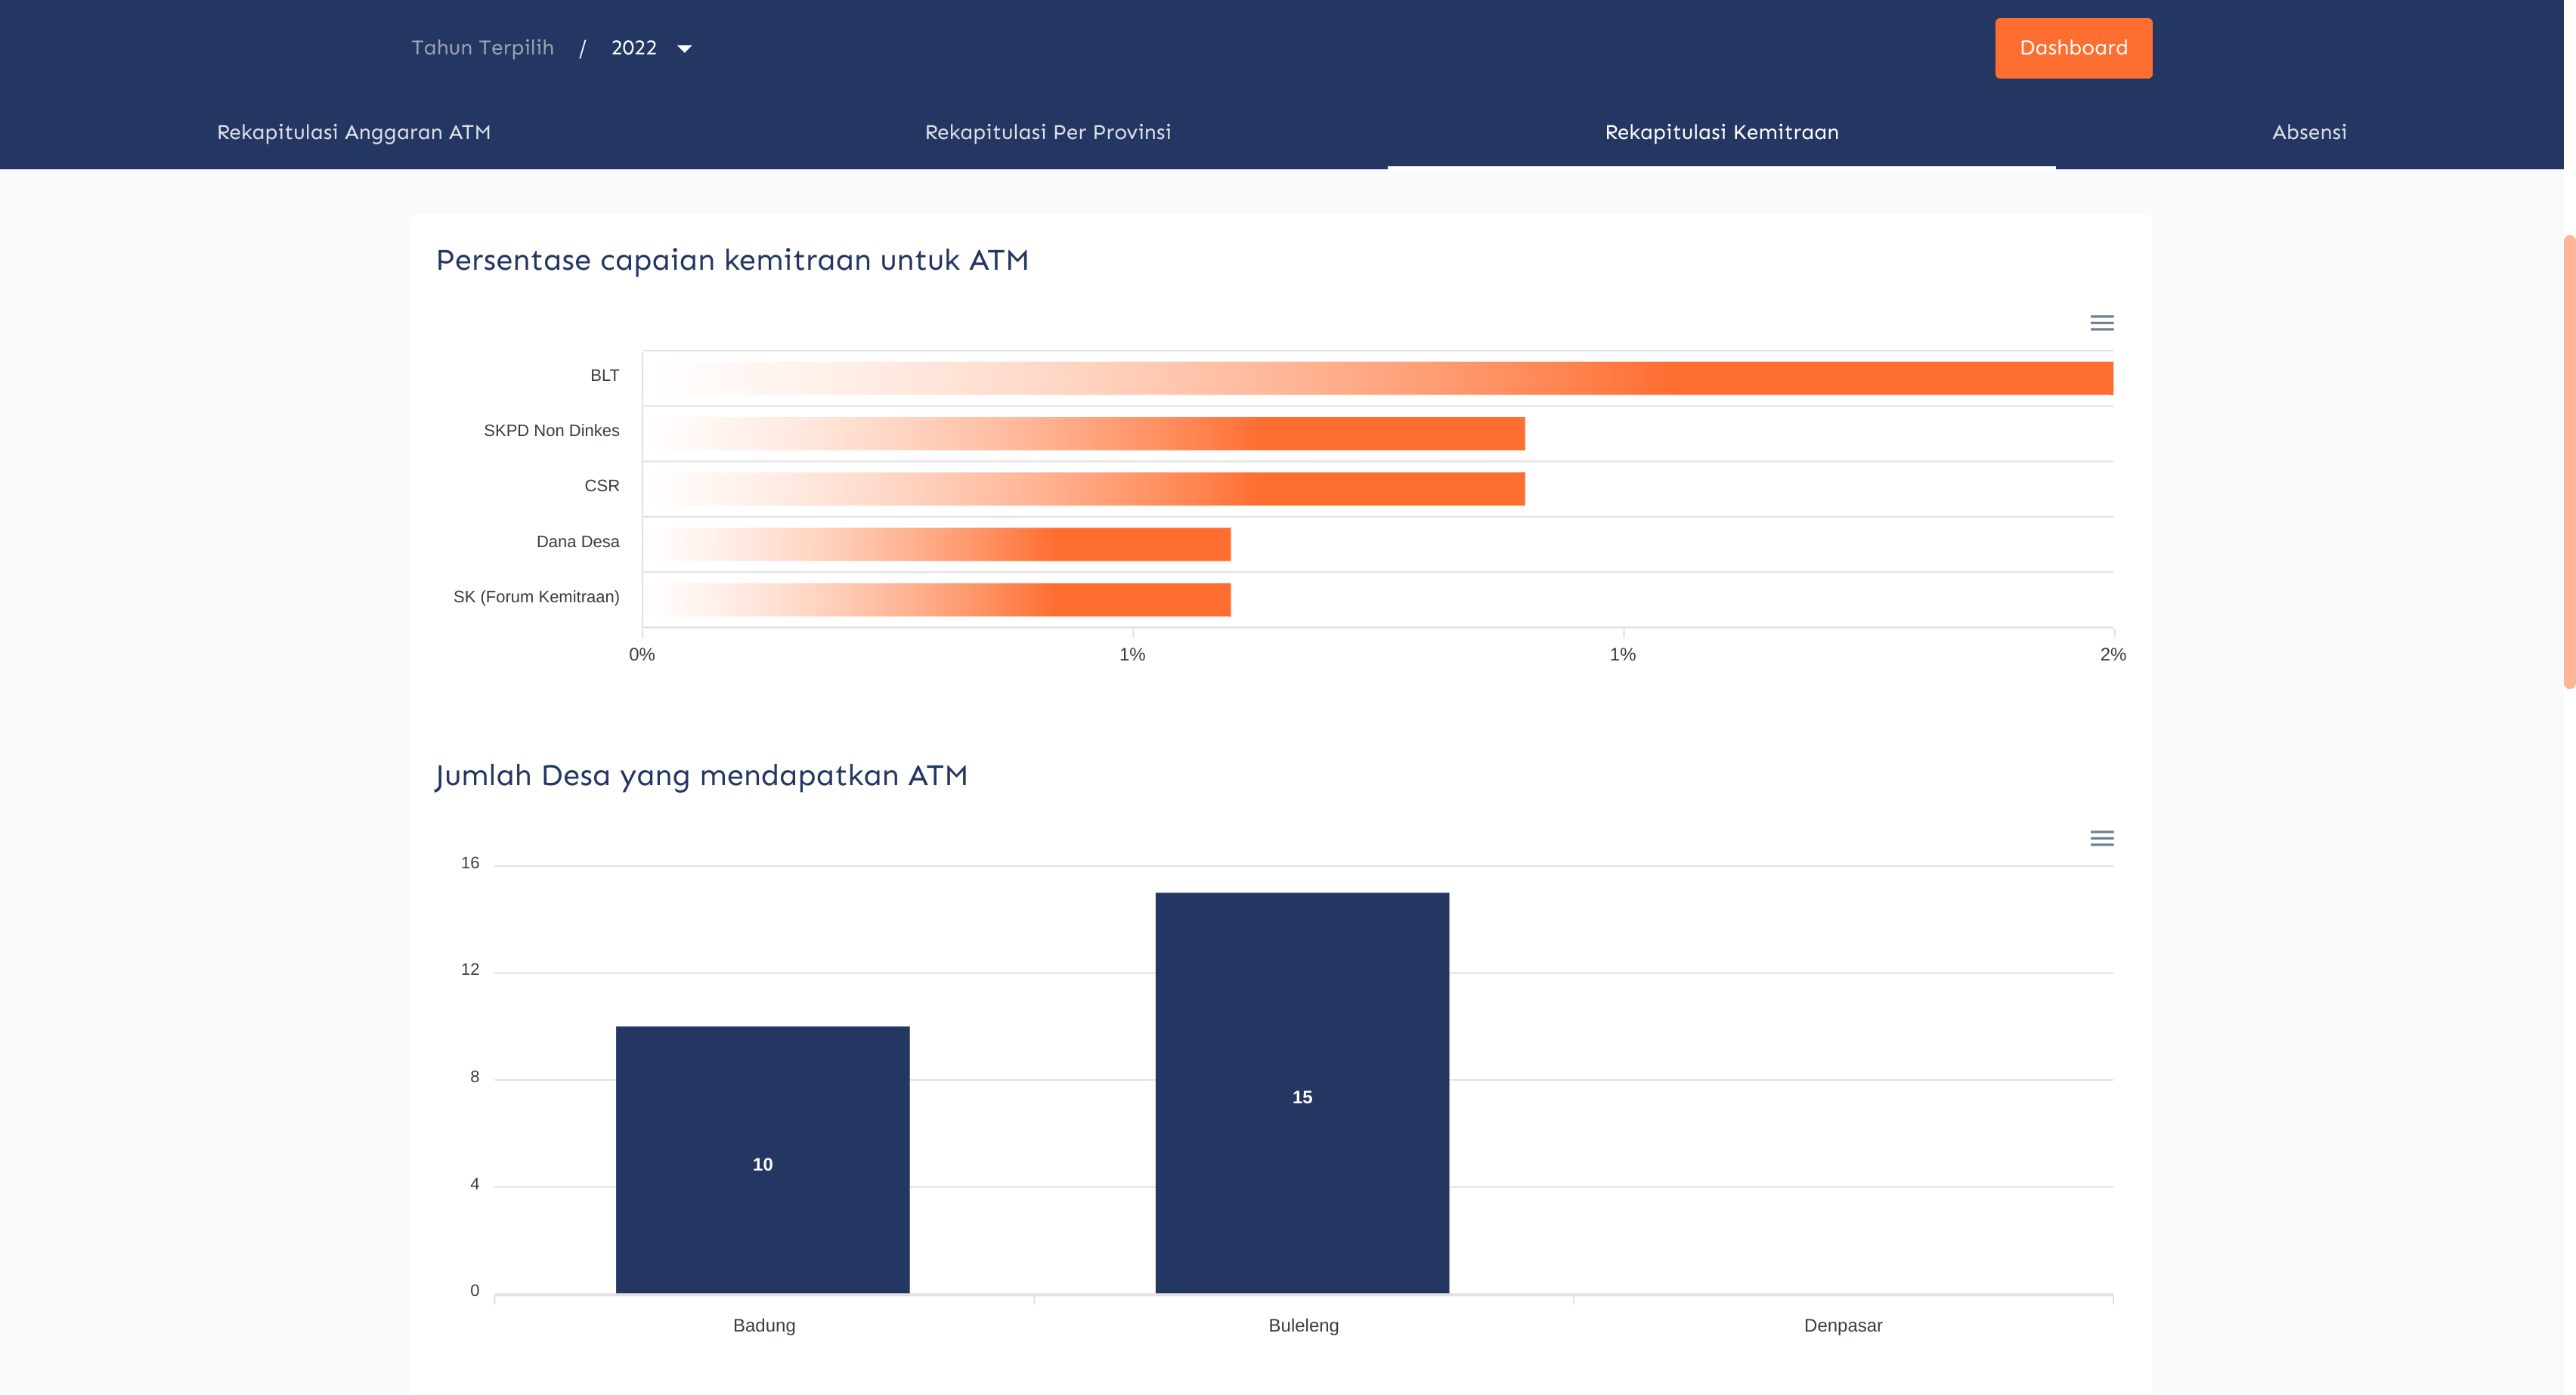 Tahun Terpilih / 2022
Dashboard
Rekapitulasi Anggaran ATM
Rekapitulasi Per Provinsi
Rekapitulasi Kemitraan
Absensi
Persentase capaian kemitraan untuk ATM
BLT
SKPD Non Dinkes
CSR
Dana Desa
SK (Forum Kemitraan)
0% 1% 1% 2%
Jumlah Desa yang mendapatkan ATM
16
12
8
4
0
10
15
Badung Buleleng Denpasar